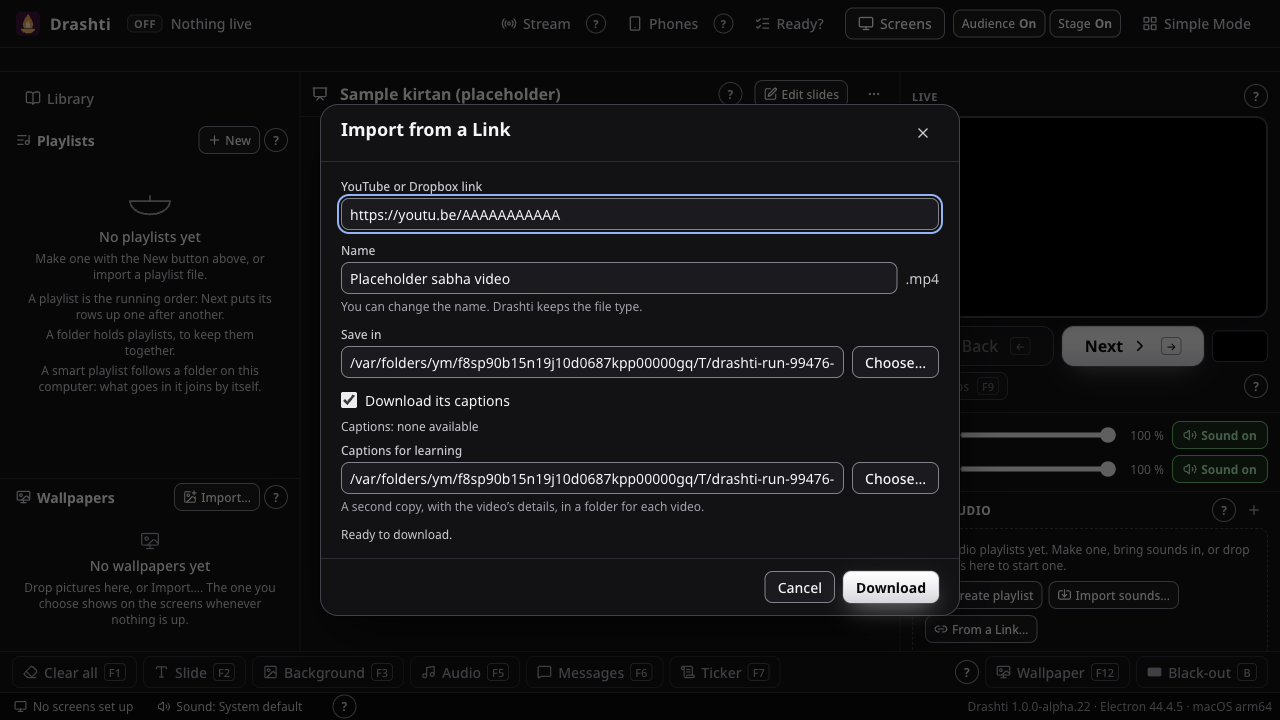 Drashti OFF Nothing live Stream ? Phones ? Ready? Screens Audience On Stage On Simple Mode
Library
Sample kirtan (placeholder) ? Edit slides ...
LIVE ?
Playlists + New ?
No playlists yet
Make one with the New button above, or
import a playlist file.
A playlist is the running order: Next puts its
rows up one after another.
A folder holds playlists, to keep them
together.
A smart playlist follows a folder on this
computer: what goes in it joins by itself.
Wallpapers Import... ?
No wallpapers yet
Drop pictures here, or Import.... The one you
choose shows on the screens whenever
nothing is up.
Import from a Link ×
YouTube or Dropbox link
https://youtu.be/AAAAAAAAAAA
Name
Placeholder sabha video .mp4
You can change the name. Drashti keeps the file type.
Save in
/var/folders/ym/f8sp90b15n19j10d0687kpp00000gq/T/drashti-run-99476- Choose...
Download its captions
Captions: none available
Captions for learning
/var/folders/ym/f8sp90b15n19j10d0687kpp00000gq/T/drashti-run-99476- Choose...
A second copy, with the video's details, in a folder for each video.
Ready to download.
Cancel Download
Back ← Next > →
F9 ?
100 % Sound on
100 % Sound on
? +
playlists yet. Make one, bring sounds in, or drop
here to start one.
playlist Import sounds...
From a Link...
Clear all F1 Slide F2 Background F3 Audio F5 Messages F6 Ticker F7 ? Wallpaper F12 Black-out B
No screens set up Sound: System default ? Drashti 1.0.0-alpha.22 · Electron 44.4.5 · macOS arm64